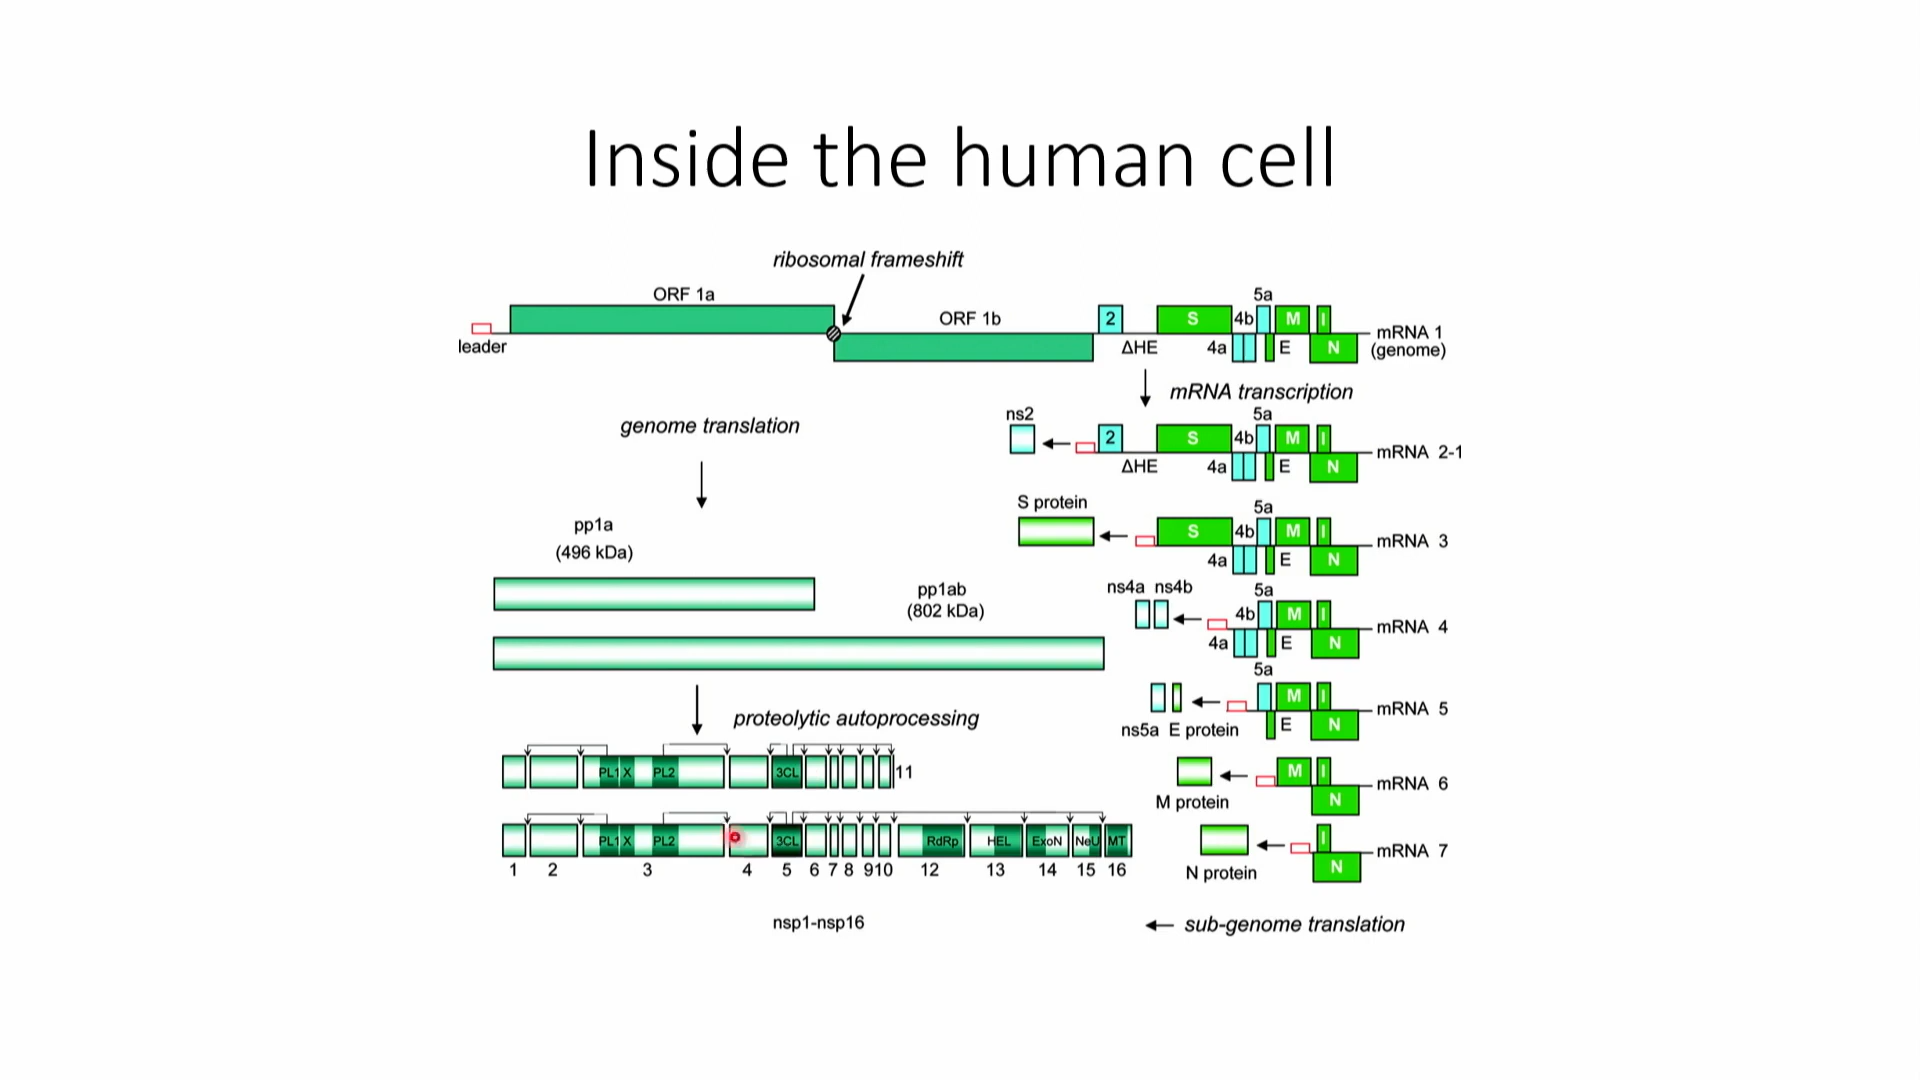 Inside the human cell
ribosomal frameshift
ORF 1a
ORF 1b
leader
2
ΔHE
S
4a
4b
5a
E
M
I
N
mRNA 1
(genome)
mRNA transcription
genome translation
ns2
2
ΔHE
S
4a
4b
5a
E
M
I
N
mRNA 2-1
S protein
S
4a
4b
5a
E
M
I
N
mRNA 3
pp1a
(496 kDa)
pp1ab
(802 kDa)
ns4a ns4b
4a
4b
5a
E
M
I
N
mRNA 4
ns5a E protein
5a
E
M
I
N
mRNA 5
proteolytic autoprocessing
PL1 X PL2 3CL 11
M protein
M
I
N
mRNA 6
PL1 X PL2 3CL RdRp HEL ExoN NeU MT
1 2 3 4 5 6 7 8 9 10 12 13 14 15 16
N protein
I
N
mRNA 7
nsp1-nsp16
sub-genome translation